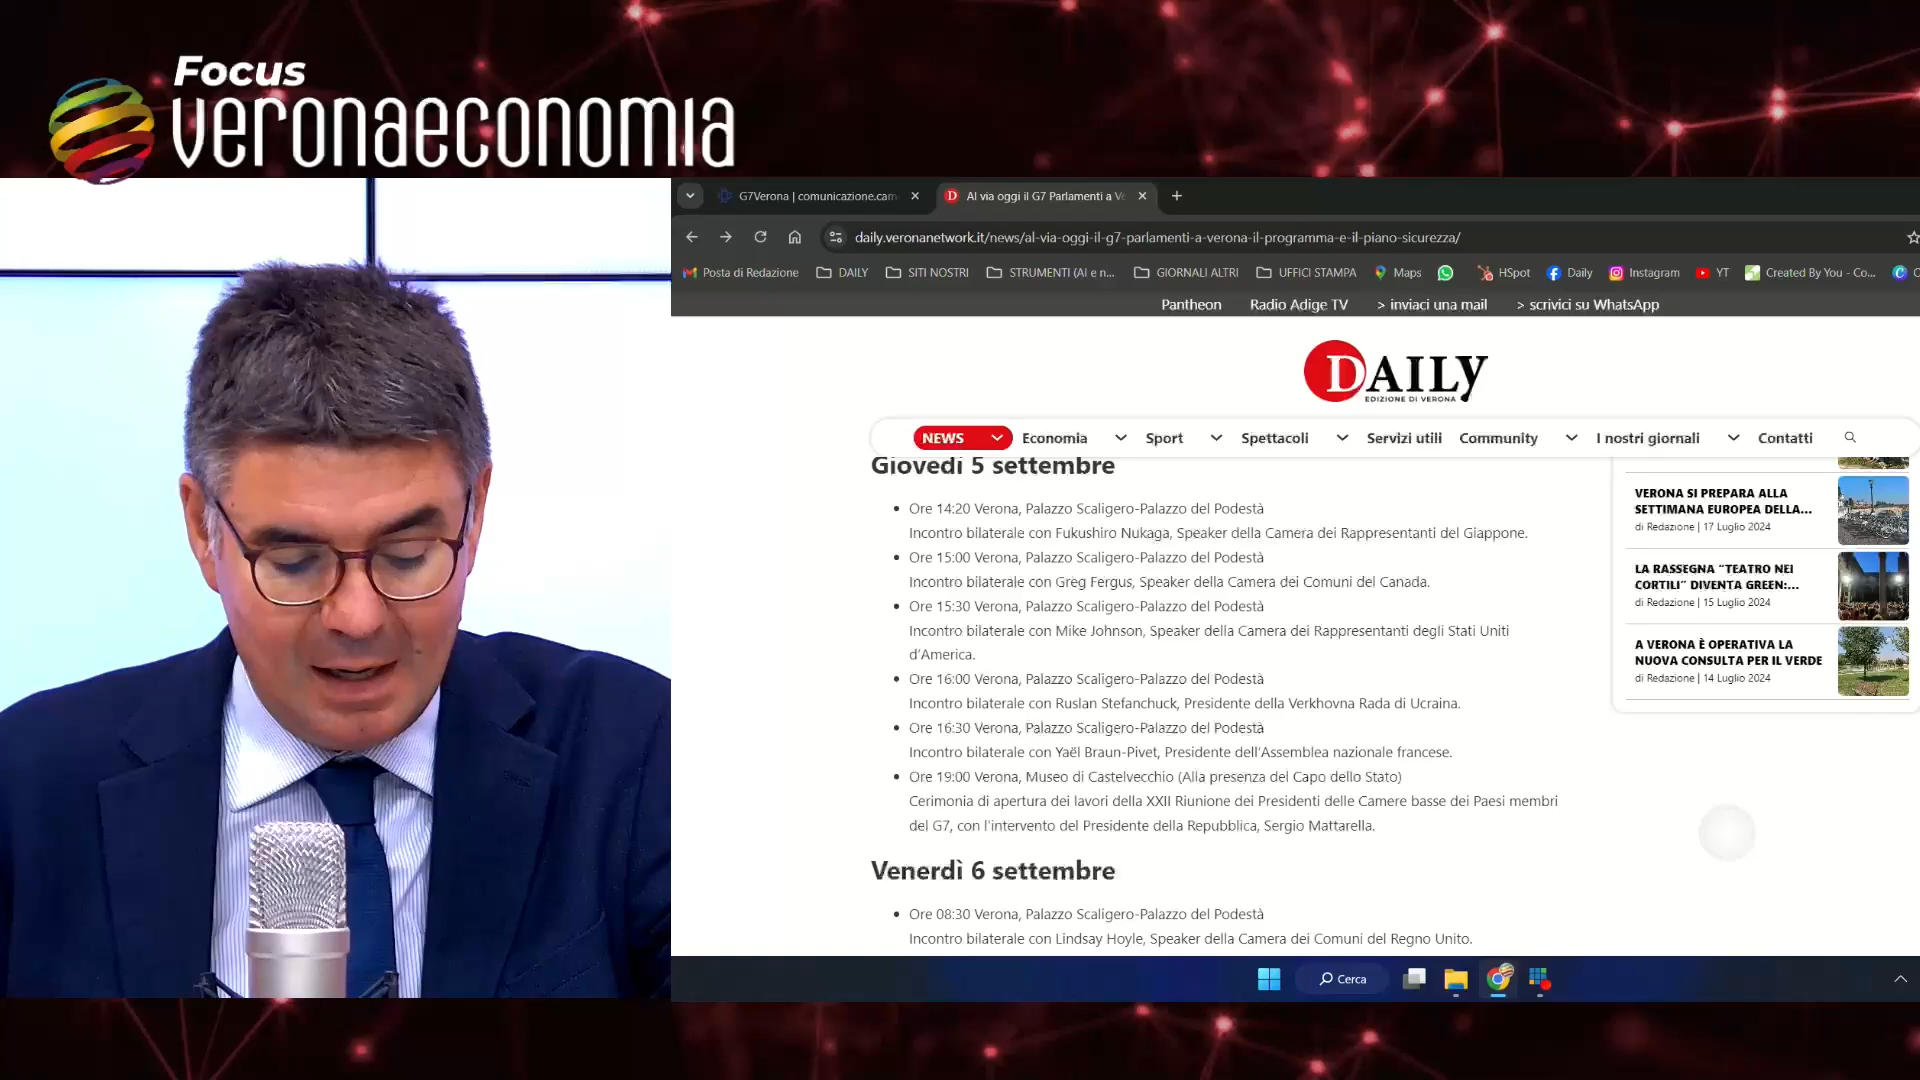 Focus
veronaeconomia
G7Verona | comunicazione.cam
Al via oggi il G7 Parlamenti a Ve
daily.veronanetwork.it/news/al-via-oggi-il-g7-parlamenti-a-verona-il-programma-e-il-piano-sicurezza/
Posta di Redazione DAILY SITI NOSTRI STRUMENTI (AI e n... GIORNALI ALTRI UFFICI STAMPA Maps HSpot Daily Instagram YT Created By You - Co...
Pantheon Radio Adige TV > inviaci una mail > scrivici su WhatsApp
DAILY
EDIZIONE DI VERONA
NEWS Economia Sport Spettacoli Servizi utili Community I nostri giornali Contatti
Giovedì 5 settembre
Ore 14:20 Verona, Palazzo Scaligero-Palazzo del Podestà
Incontro bilaterale con Fukushiro Nukaga, Speaker della Camera dei Rappresentanti del Giappone.
Ore 15:00 Verona, Palazzo Scaligero-Palazzo del Podestà
Incontro bilaterale con Greg Fergus, Speaker della Camera dei Comuni del Canada.
Ore 15:30 Verona, Palazzo Scaligero-Palazzo del Podestà
Incontro bilaterale con Mike Johnson, Speaker della Camera dei Rappresentanti degli Stati Uniti
d'America.
Ore 16:00 Verona, Palazzo Scaligero-Palazzo del Podestà
Incontro bilaterale con Ruslan Stefanchuck, Presidente della Verkhovna Rada di Ucraina.
Ore 16:30 Verona, Palazzo Scaligero-Palazzo del Podestà
Incontro bilaterale con Yaël Braun-Pivet, Presidente dell'Assemblea nazionale francese.
Ore 19:00 Verona, Museo di Castelvecchio (Alla presenza del Capo dello Stato)
Cerimonia di apertura dei lavori della XXII Riunione dei Presidenti delle Camere basse dei Paesi membri
del G7, con l'intervento del Presidente della Repubblica, Sergio Mattarella.
Venerdì 6 settembre
Ore 08:30 Verona, Palazzo Scaligero-Palazzo del Podestà
Incontro bilaterale con Lindsay Hoyle, Speaker della Camera dei Comuni del Regno Unito.
VERONA SI PREPARA ALLA
SETTIMANA EUROPEA DELLA...
di Redazione | 17 Luglio 2024
LA RASSEGNA "TEATRO NEI
CORTILI" DIVENTA GREEN:...
di Redazione | 15 Luglio 2024
A VERONA È OPERATIVA LA
NUOVA CONSULTA PER IL VERDE
di Redazione | 14 Luglio 2024
Cerca